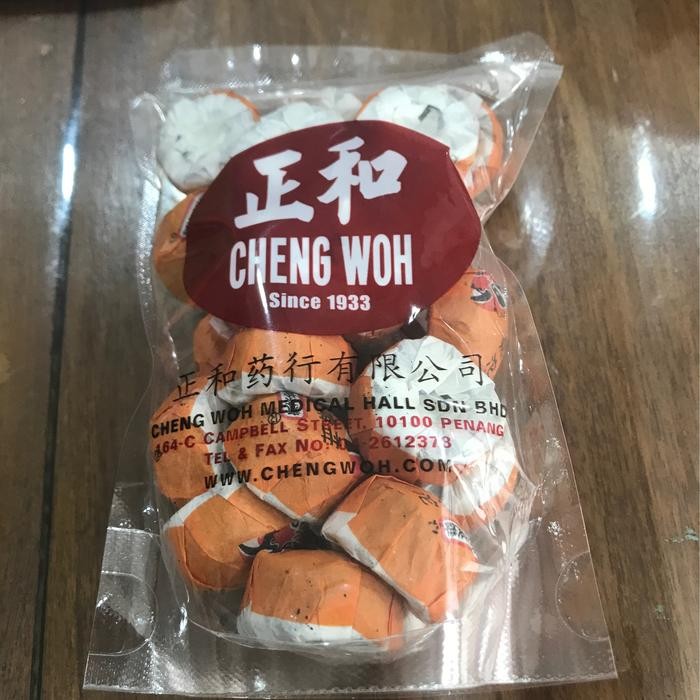 正和
CHENG WOH
Since 1933
正和药行有限公司
CHENG WOH MEDICAL HALL SDN BHD
164-C CAMPBELL STREET, 10100 PENANG
TEL & FAX NO: 04-2612373
WWW.CHENGWOH.COM